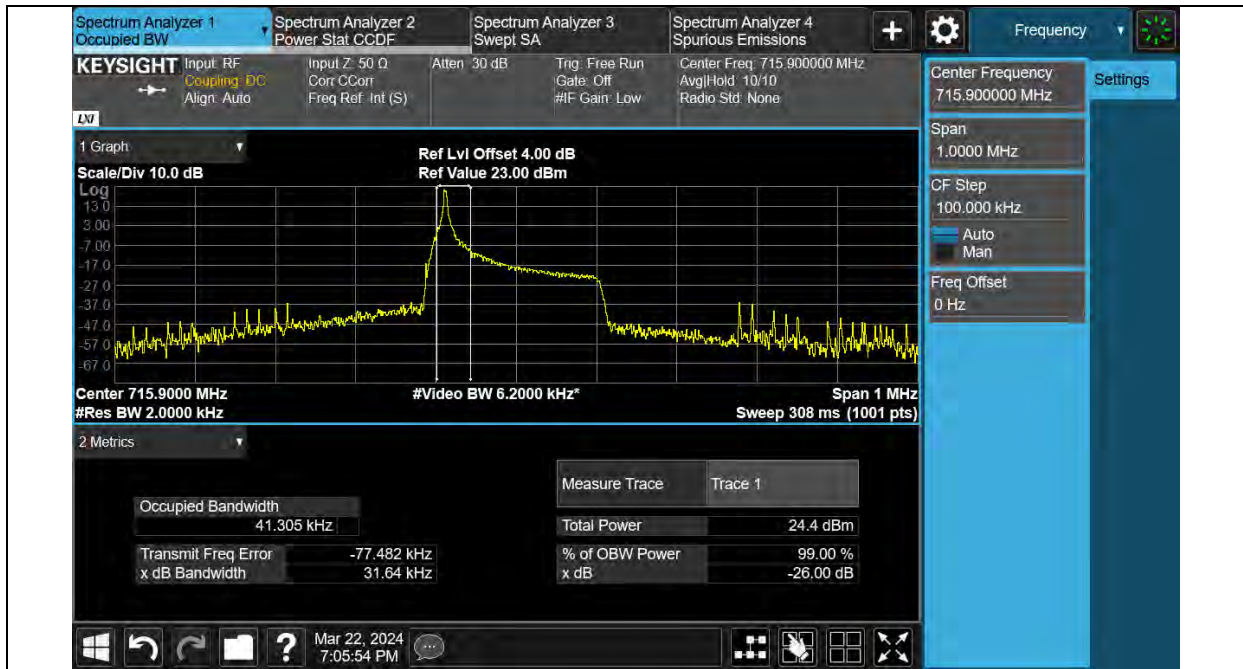 Spectrum Analyzer 1
Occupied BW
Spectrum Analyzer 2
Power Stat CCDF
Spectrum Analyzer 3
Swept SA
Spectrum Analyzer 4
Spurious Emissions
+
Frequency
KEYSIGHT
Input: RF
Coupling: DC
Align: Auto
Input Z: 50 Ω
Corr CCorr
Freq Ref: Int (S)
Atten: 30 dB
Trig: Free Run
Gate: Off
#IF Gain: Low
Center Freq: 715.900000 MHz
Avg|Hold: 10/10
Radio Std: None
LXI
Center Frequency
715.900000 MHz
Settings
Span
1.0000 MHz
CF Step
100.000 kHz
Auto
Man
Freq Offset
0 Hz
1 Graph
Scale/Div 10.0 dB
Ref Lvl Offset 4.00 dB
Ref Value 23.00 dBm
Log
13.0
3.00
-7.00
-17.0
-27.0
-37.0
-47.0
-57.0
-67.0
Center 715.9000 MHz
#Video BW 6.2000 kHz*
Span 1 MHz
#Res BW 2.0000 kHz
Sweep 308 ms (1001 pts)
2 Metrics
Measure Trace
Trace 1
Occupied Bandwidth
41.305 kHz
Total Power
24.4 dBm
Transmit Freq Error
-77.482 kHz
% of OBW Power
99.00 %
x dB Bandwidth
31.64 kHz
x dB
-26.00 dB
?
Mar 22, 2024
7:05:54 PM